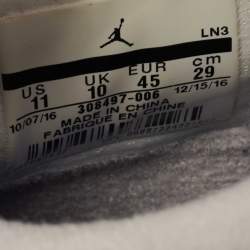 LN3
US UK EUR cm
11 10 45 29
308497-006
10/07/16 12/15/16
MADE IN CHINA
FABRIQUE EN CHINE